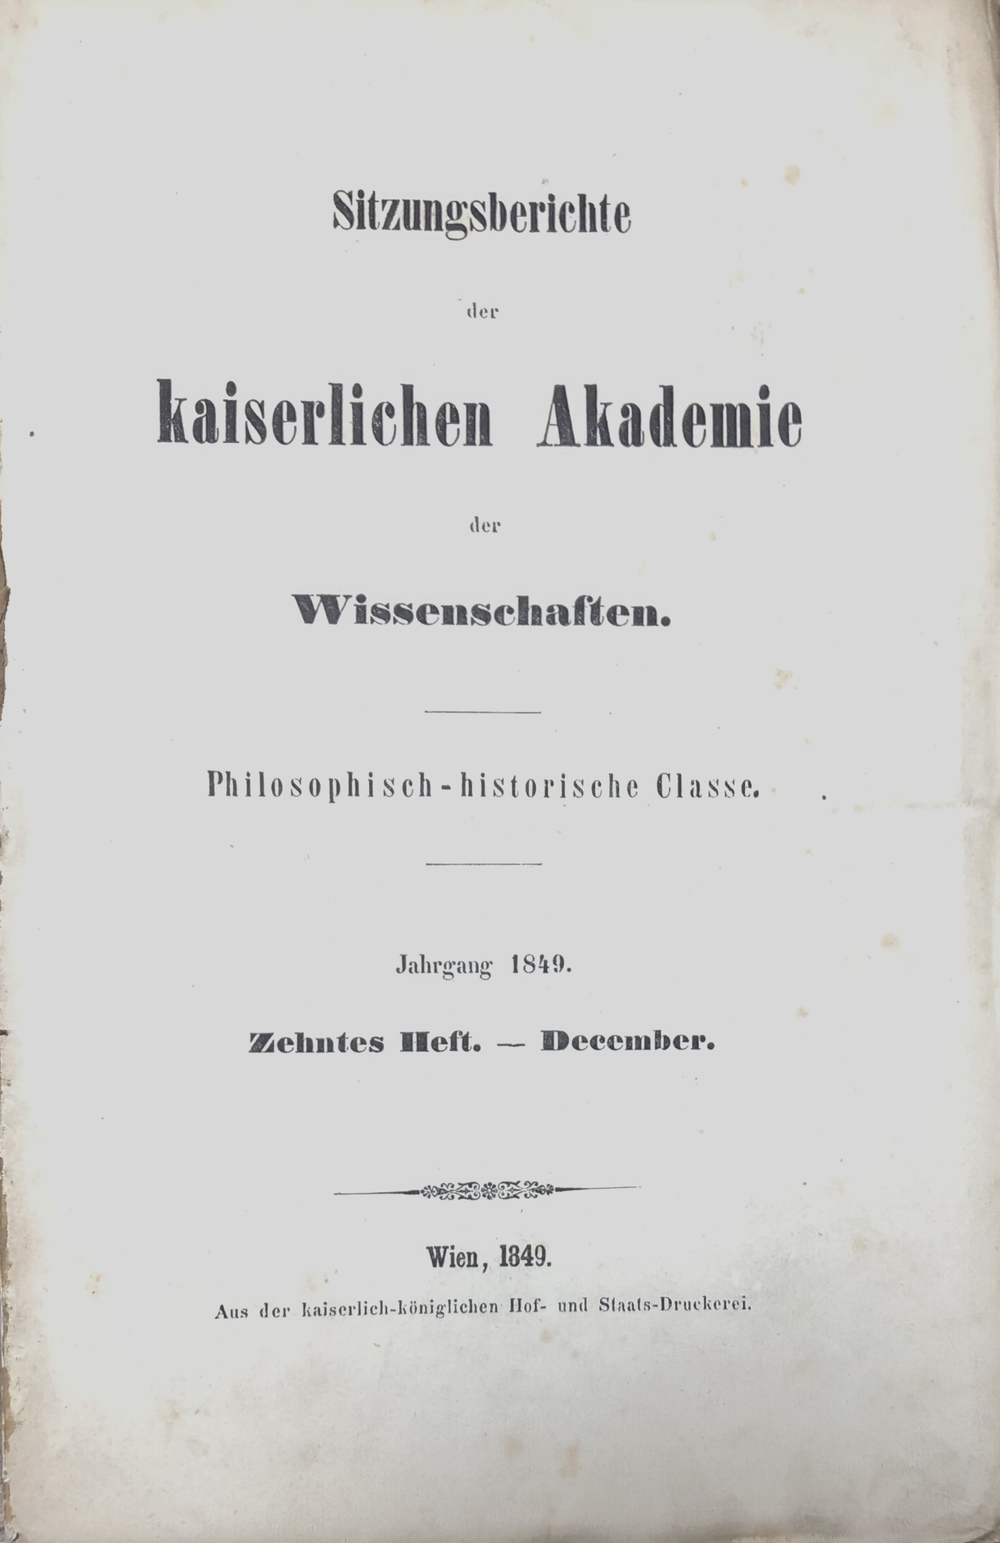 Sitzungsberichte
der
kaiserlichen Akademie
der
Wissenschaften.
Philosophisch-historische Classe.
Jahrgang 1849.
Zehntes Heft. — December.
Wien, 1849.
Aus der kaiserlich-königlichen Hof- und Staats-Druckerei.